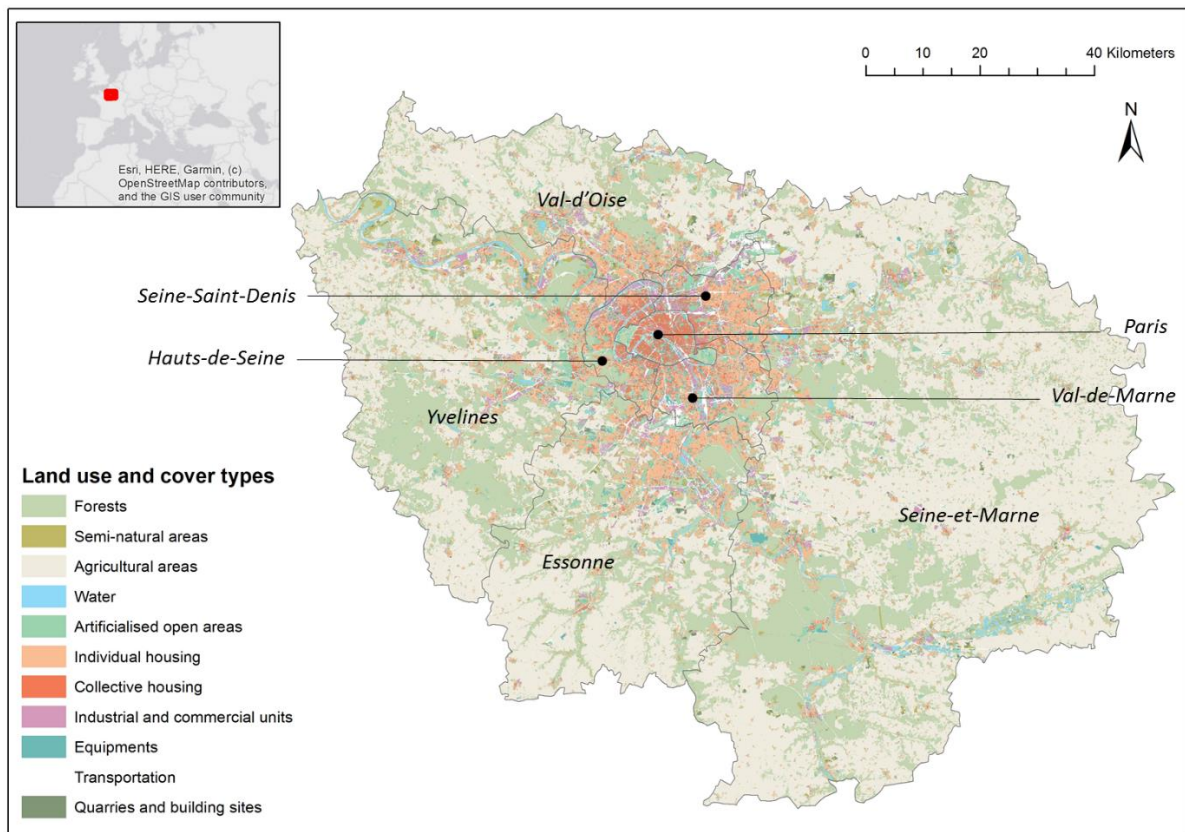 Esri, HERE, Garmin, (c)
OpenStreetMap contributors,
and the GIS user community
0 10 20 40 Kilometers
N
Val-d'Oise
Seine-Saint-Denis
Paris
Hauts-de-Seine
Val-de-Marne
Yvelines
Seine-et-Marne
Essonne
Land use and cover types
Forests
Semi-natural areas
Agricultural areas
Water
Artificialised open areas
Individual housing
Collective housing
Industrial and commercial units
Equipments
Transportation
Quarries and building sites